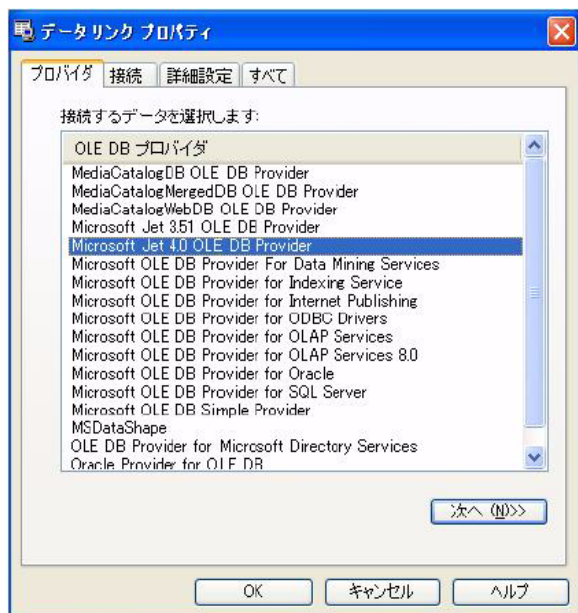 データ リンク プロパティ
プロバイダ 接続 詳細設定 すべて
接続するデータを選択します:
OLE DB プロバイダ
MediaCatalogDB OLE DB Provider
MediaCatalogMergedDB OLE DB Provider
MediaCatalogWebDB OLE DB Provider
Microsoft Jet 3.51 OLE DB Provider
Microsoft Jet 4.0 OLE DB Provider
Microsoft OLE DB Provider For Data Mining Services
Microsoft OLE DB Provider for Indexing Service
Microsoft OLE DB Provider for Internet Publishing
Microsoft OLE DB Provider for ODBC Drivers
Microsoft OLE DB Provider for OLAP Services
Microsoft OLE DB Provider for OLAP Services 8.0
Microsoft OLE DB Provider for Oracle
Microsoft OLE DB Provider for SQL Server
Microsoft OLE DB Simple Provider
MSDataShape
OLE DB Provider for Microsoft Directory Services
Oracle Provider for OLE DB
次へ (N)>>
OK キャンセル ヘルプ